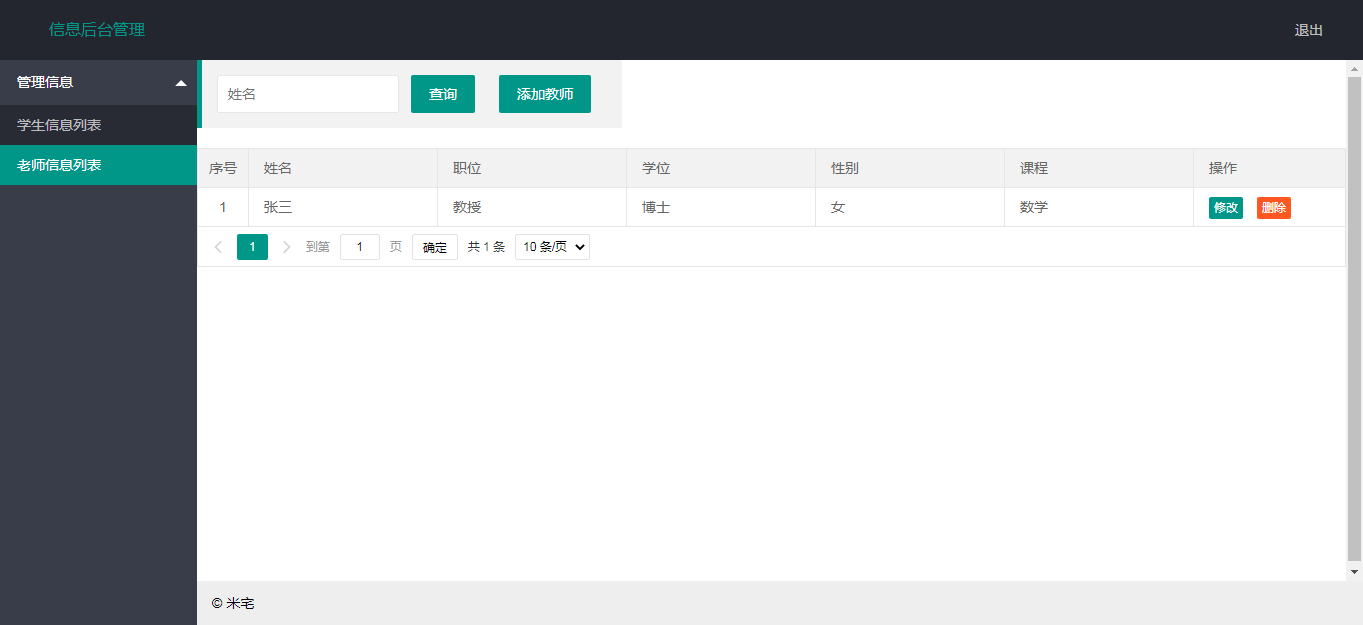 信息后台管理 退出
管理信息
学生信息列表
老师信息列表
姓名 查询 添加教师
序号 姓名 职位 学位 性别 课程 操作
1 张三 教授 博士 女 数学 修改 删除
1 到第 1 页 确定 共 1 条 10 条/页
© 米宅